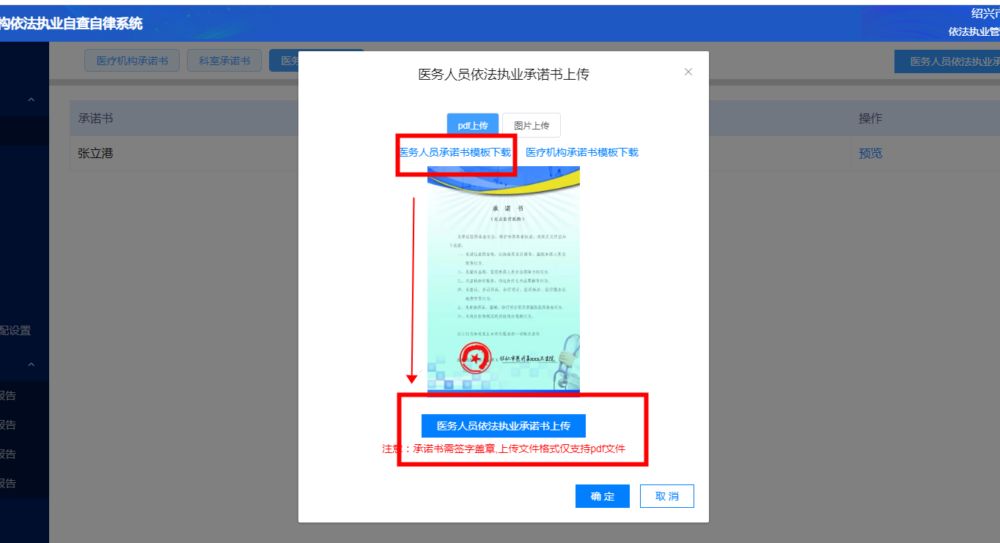 构依法执业自查自律系统
绍兴市
依法执业管
医疗机构承诺书
科室承诺书
医务
医务人员依法执业承
医务人员依法执业承诺书上传
承诺书
操作
张立港
预览
pdf上传
图片上传
医务人员承诺书模板下载
医疗机构承诺书模板下载
承 诺 书
(定点医疗机构)
配设置
报告
报告
报告
报告
医务人员依法执业承诺书上传
注意：承诺书需签字盖章,上传文件格式仅支持pdf文件
确 定
取 消